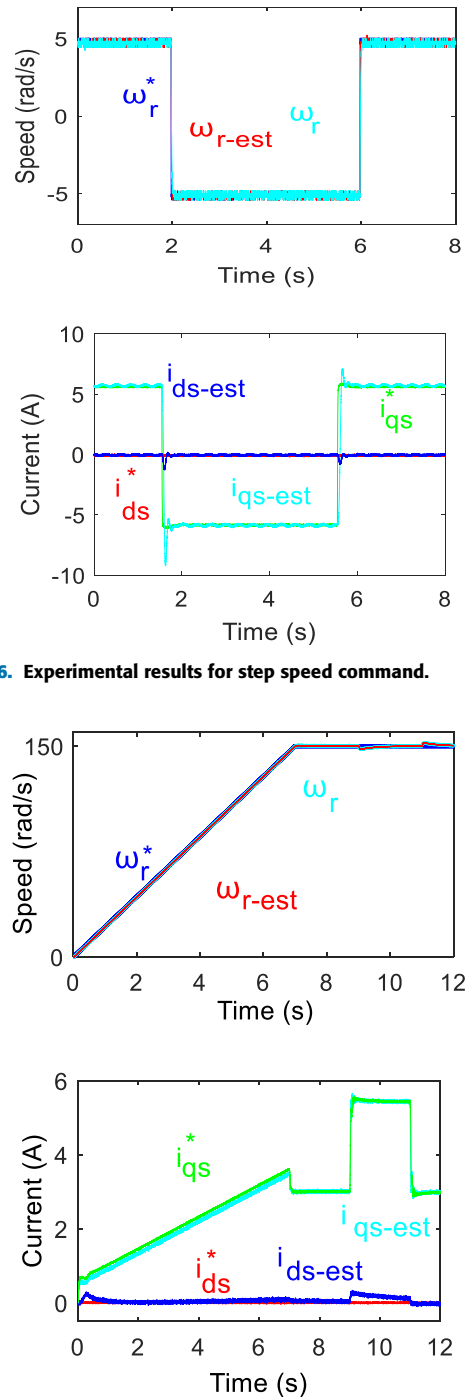 Speed (rad/s)
5
0
-5
ω*r
ωr-est
ωr
0 2 4 6 8
Time (s)
Current (A)
10
5
0
-5
-10
ids-est
i*qs
i*ds
iqs-est
0 2 4 6 8
Time (s)
6. Experimental results for step speed command.
Speed (rad/s)
150
0
ωr
ω*r
ωr-est
0 2 4 6 8 10 12
Time (s)
Current (A)
6
4
2
0
i*qs
iqs-est
i*ds
ids-est
0 2 4 6 8 10 12
Time (s)